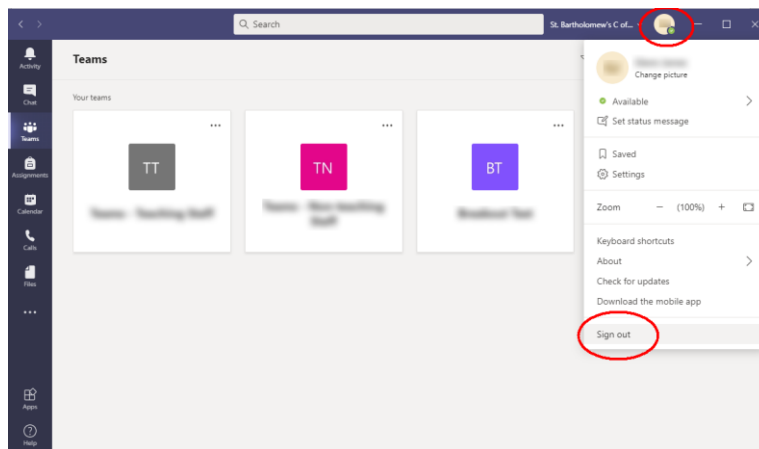 Search
St. Bartholomew's C of...
Activity
Chat
Teams
Assignments
Calendar
Calls
Files
Apps
Help
Teams
Your teams
TT
TN
BT
Change picture
Available
Set status message
Saved
Settings
Zoom — (100%) +
Keyboard shortcuts
About
Check for updates
Download the mobile app
Sign out